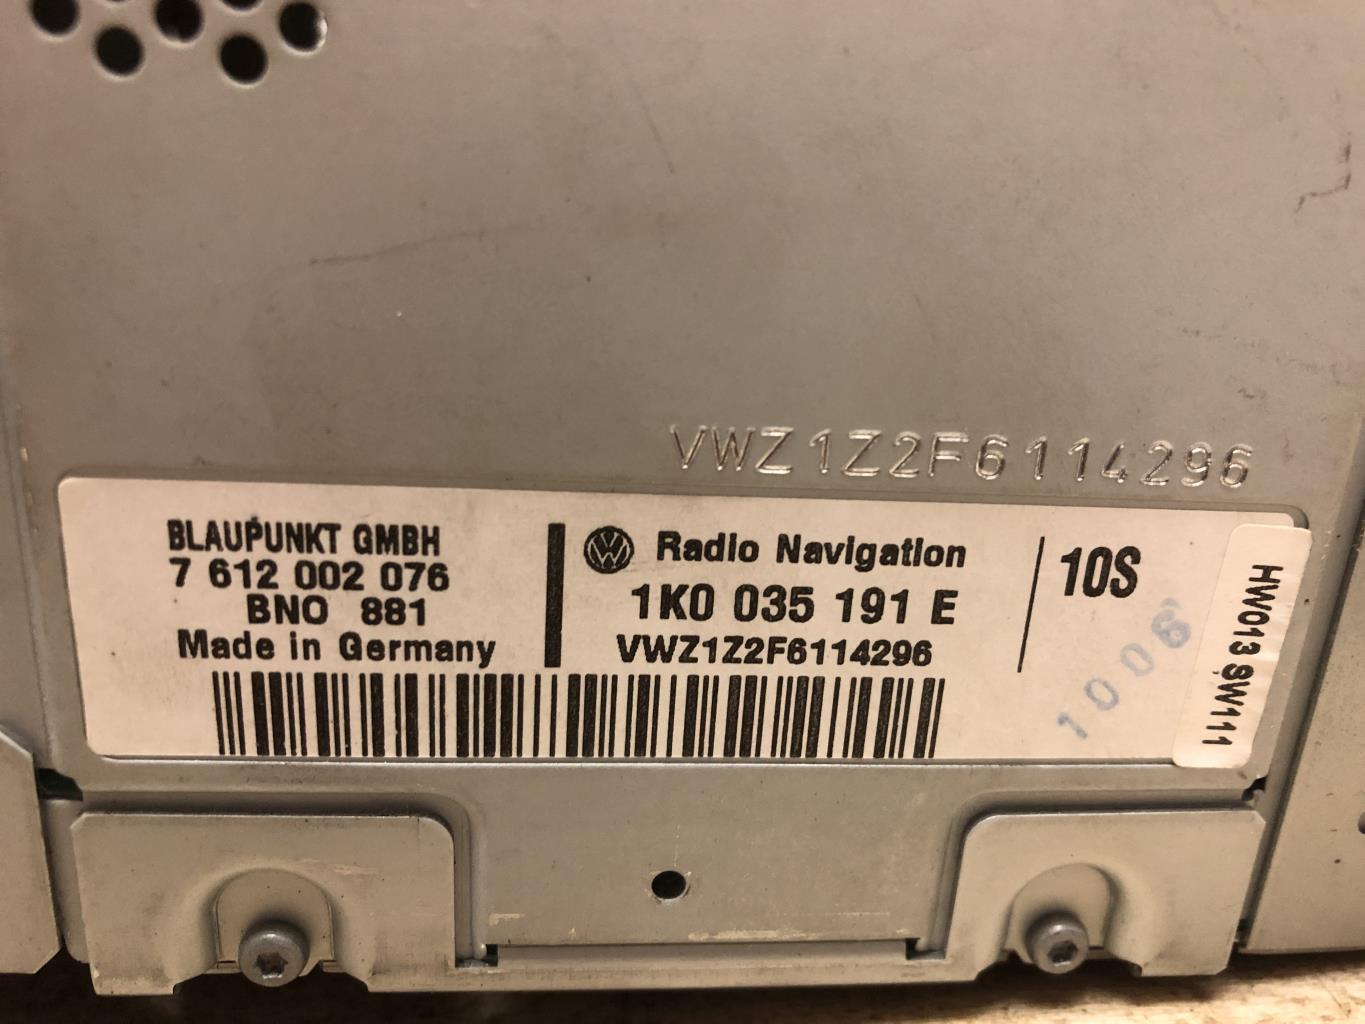 VWZ1Z2F6114296
BLAUPUNKT GMBH
7 612 002 076
BNO 881
Made in Germany
Radio Navigation
1K0 035 191 E
VWZ1Z2F6114296
10S
1006
HW013 SW111